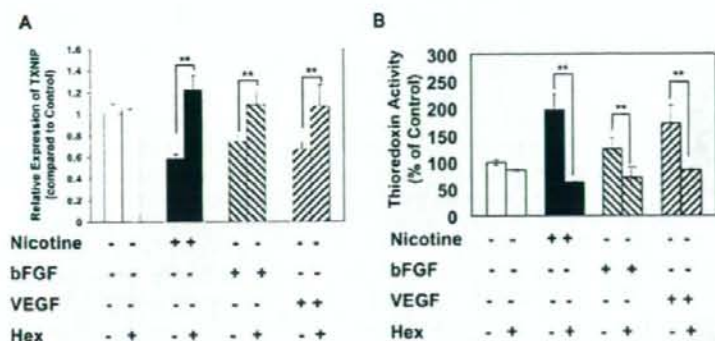 A
Relative Expression of TXNIP
(compared to Control)
1.6
1.4
1.2
1
0.8
0.6
0.4
0.2
0
** ** **
Nicotine - - + + - - - -
bFGF - - - - + + - -
VEGF - - - - - - + +
Hex - + - + - + - +
B
Thioredoxin Activity
(% of Control)
300
250
200
150
100
50
0
** ** **
Nicotine - - + + - - - -
bFGF - - - - + + - -
VEGF - - - - - - + +
Hex - + - + - + - +